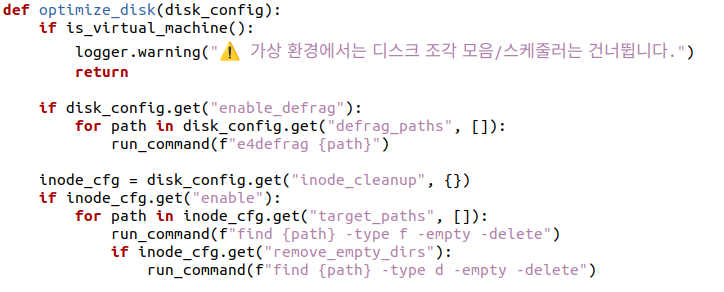 def optimize_disk(disk_config):
    if is_virtual_machine():
        logger.warning("⚠️ 가상 환경에서는 디스크 조각 모음/스케줄러는 건너뜁니다.")
        return

    if disk_config.get("enable_defrag"):
        for path in disk_config.get("defrag_paths", []):
            run_command(f"e4defrag {path}")

    inode_cfg = disk_config.get("inode_cleanup", {})
    if inode_cfg.get("enable"):
        for path in inode_cfg.get("target_paths", []):
            run_command(f"find {path} -type f -empty -delete")
            if inode_cfg.get("remove_empty_dirs"):
                run_command(f"find {path} -type d -empty -delete")